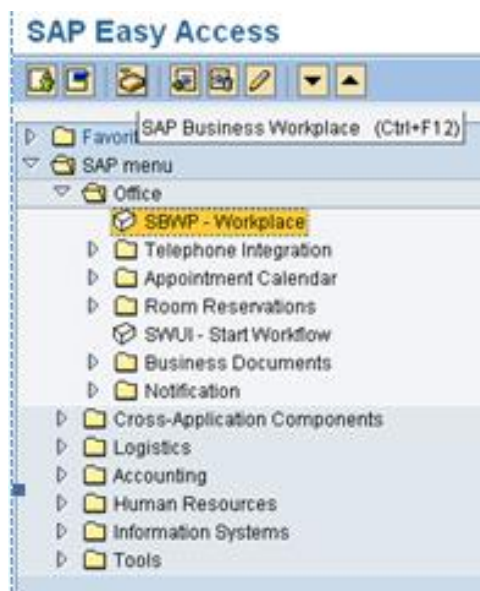 SAP Easy Access
SAP Business Workplace (Ctrl+F12)
Favorit
SAP menu
Office
SBWP - Workplace
Telephone Integration
Appointment Calendar
Room Reservations
SWUI - Start Workflow
Business Documents
Notification
Cross-Application Components
Logistics
Accounting
Human Resources
Information Systems
Tools